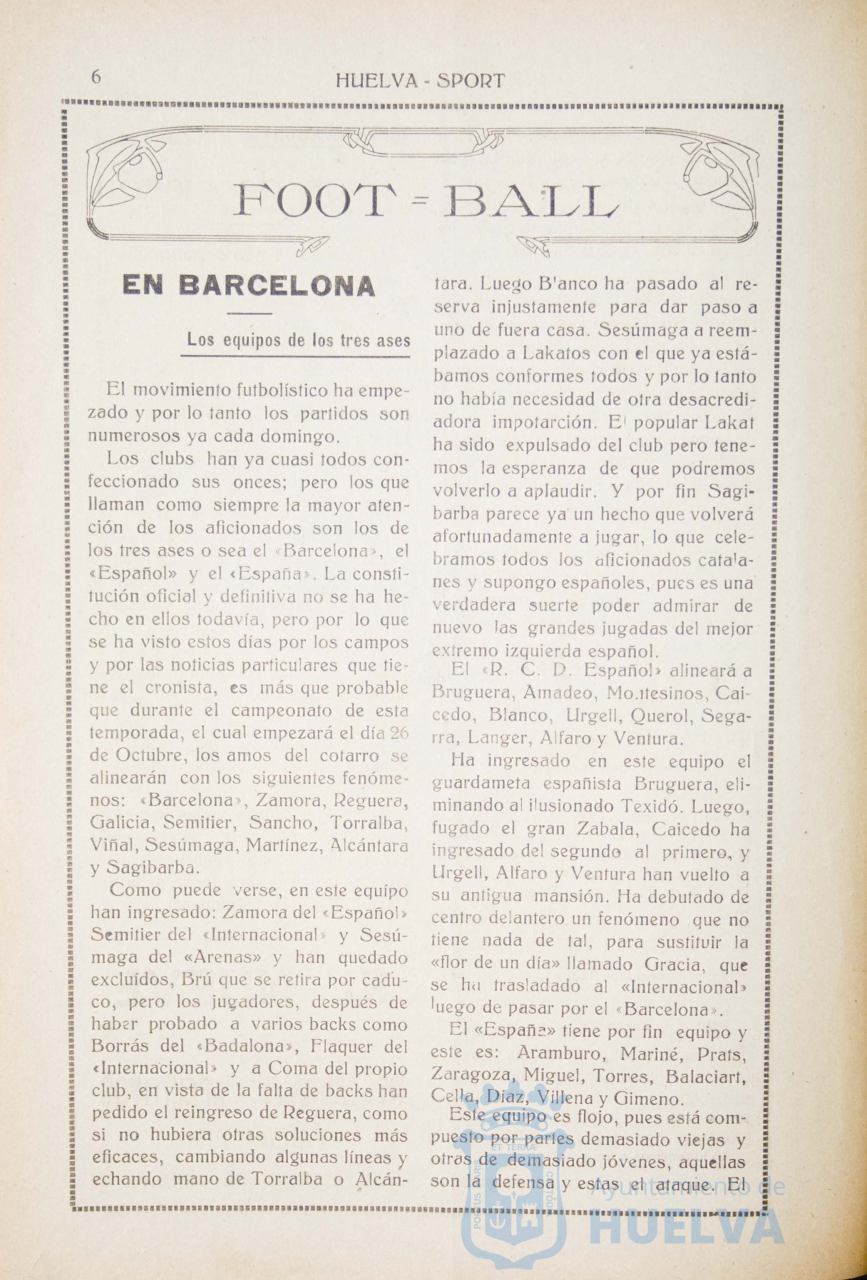 6
HUELVA - SPORT
FOOT = BALL
EN BARCELONA
Los equipos de los tres ases
El movimiento futbolístico ha empe-
zado y por lo tanto los partidos son
numerosos ya cada domingo.
Los clubs han ya cuasi todos con-
feccionado sus onces; pero los que
llaman como siempre la mayor aten-
ción de los aficionados son los de
los tres ases o sea el «Barcelona», el
«Español» y el «España». La consti-
tución oficial y definitiva no se ha he-
cho en ellos todavía, pero por lo que
se ha visto estos días por los campos
y por las noticias particulares que tie-
ne el cronista, es más que probable
que durante el campeonato de esta
temporada, el cual empezará el día 26
de Octubre, los amos del cotarro se
alinearán con los siguientes fenóme-
nos: «Barcelona», Zamora, Reguera,
Galicia, Semitier, Sancho, Torralba,
Viñal, Sesúmaga, Martínez, Alcántara
y Sagibarba.
Como puede verse, en este equipo
han ingresado: Zamora del «Español»
Semitier del «Internacional» y Sesú-
maga del «Arenas» y han quedado
excluídos, Brú que se retira por cadu-
co, pero los jugadores, después de
haber probado a varios backs como
Borrás del «Badalona», Flaquer del
«Internacional» y a Coma del propio
club, en vista de la falta de backs han
pedido el reingreso de Reguera, como
si no hubiera otras soluciones más
eficaces, cambiando algunas líneas y
echando mano de Torralba o Alcán-
tara. Luego B'anco ha pasado al re-
serva injustamente para dar paso a
uno de fuera casa. Sesúmaga a reem-
plazado a Lakatos con el que ya está-
bamos conformes todos y por lo tanto
no había necesidad de otra desacredi-
adora impotarción. E' popular Lakat
ha sido expulsado del club pero tene-
mos la esperanza de que podremos
volverlo a aplaudir. Y por fin Sagi-
barba parece ya un hecho que volverá
afortunadamente a jugar, lo que cele-
bramos todos los aficionados cata'a-
nes y supongo españoles, pues es una
verdadera suerte poder admirar de
nuevo las grandes jugadas del mejor
extremo izquierda español.
El «R. C. D. Español» alineará a
Bruguera, Amadeo, Montesinos, Cai-
cedo, Blanco, Urgell, Querol, Sega-
rra, Langer, Alfaro y Ventura.
Ha ingresado en este equipo el
guardameta españista Bruguera, eli-
minando al ilusionado Texidó. Luego,
fugado el gran Zabala, Caicedo ha
ingresado del segundo al primero, y
Urgell, Alfaro y Ventura han vuelto a
su antigua mansión. Ha debutado de
centro delantero un fenómeno que no
tiene nada de tal, para sustituir la
«flor de un día» llamado Gracia, que
se ha trasladado al «Internacional»
luego de pasar por el «Barcelona».
El «España» tiene por fin equipo y
este es: Aramburo, Mariné, Prats,
Zaragoza, Miguel, Torres, Balaciart,
Cella, Díaz, Villena y Gimeno.
Este equipo es flojo, pues está com-
puesto por partes demasiado viejas y
otras de demasiado jóvenes, aquellas
son la defensa y estas el ataque. El
Ayuntamiento de
HUELVA